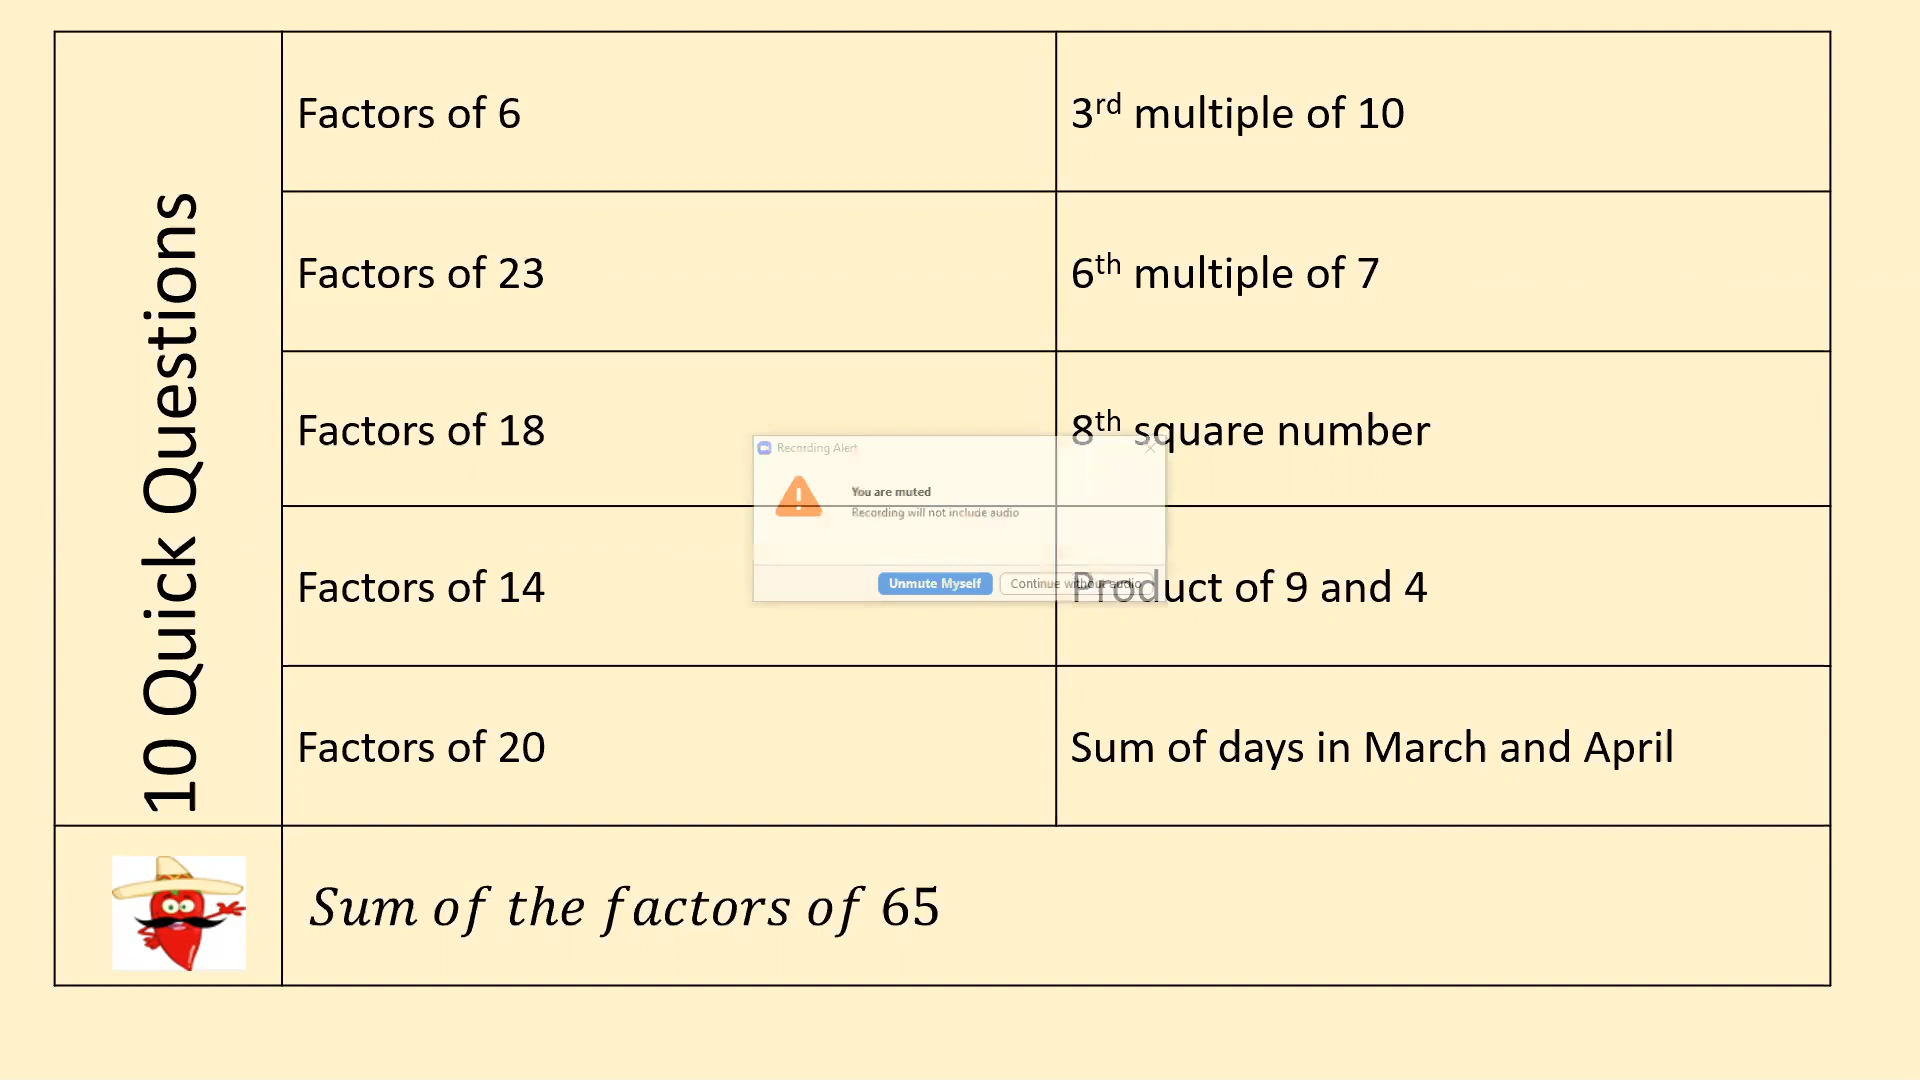 10 Quick Questions
Factors of 6
3rd multiple of 10
Factors of 23
6th multiple of 7
Factors of 18
8th square number
Recording Alert
You are muted
Recording will not include audio
Unmute Myself
Continue without audio
Factors of 14
Product of 9 and 4
Factors of 20
Sum of days in March and April
Sum of the factors of 65